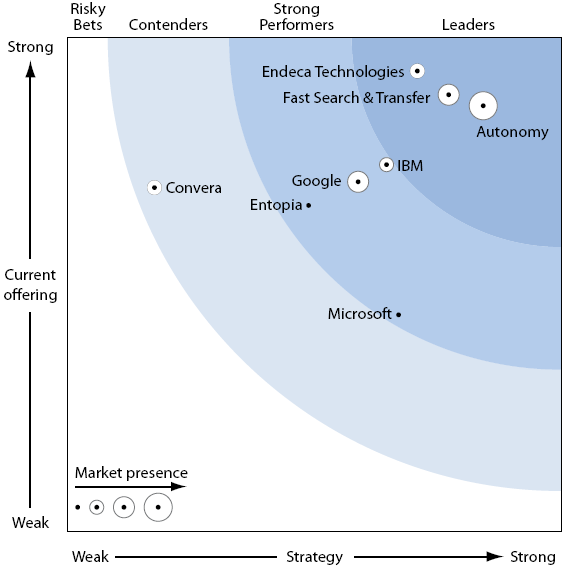 Risky
Bets
Contenders
Strong
Performers
Leaders
Strong
Endeca Technologies
Fast Search & Transfer
Autonomy
IBM
Google
Convera
Entopia
Current
offering
Microsoft
Market presence
Weak
Weak
Strategy
Strong